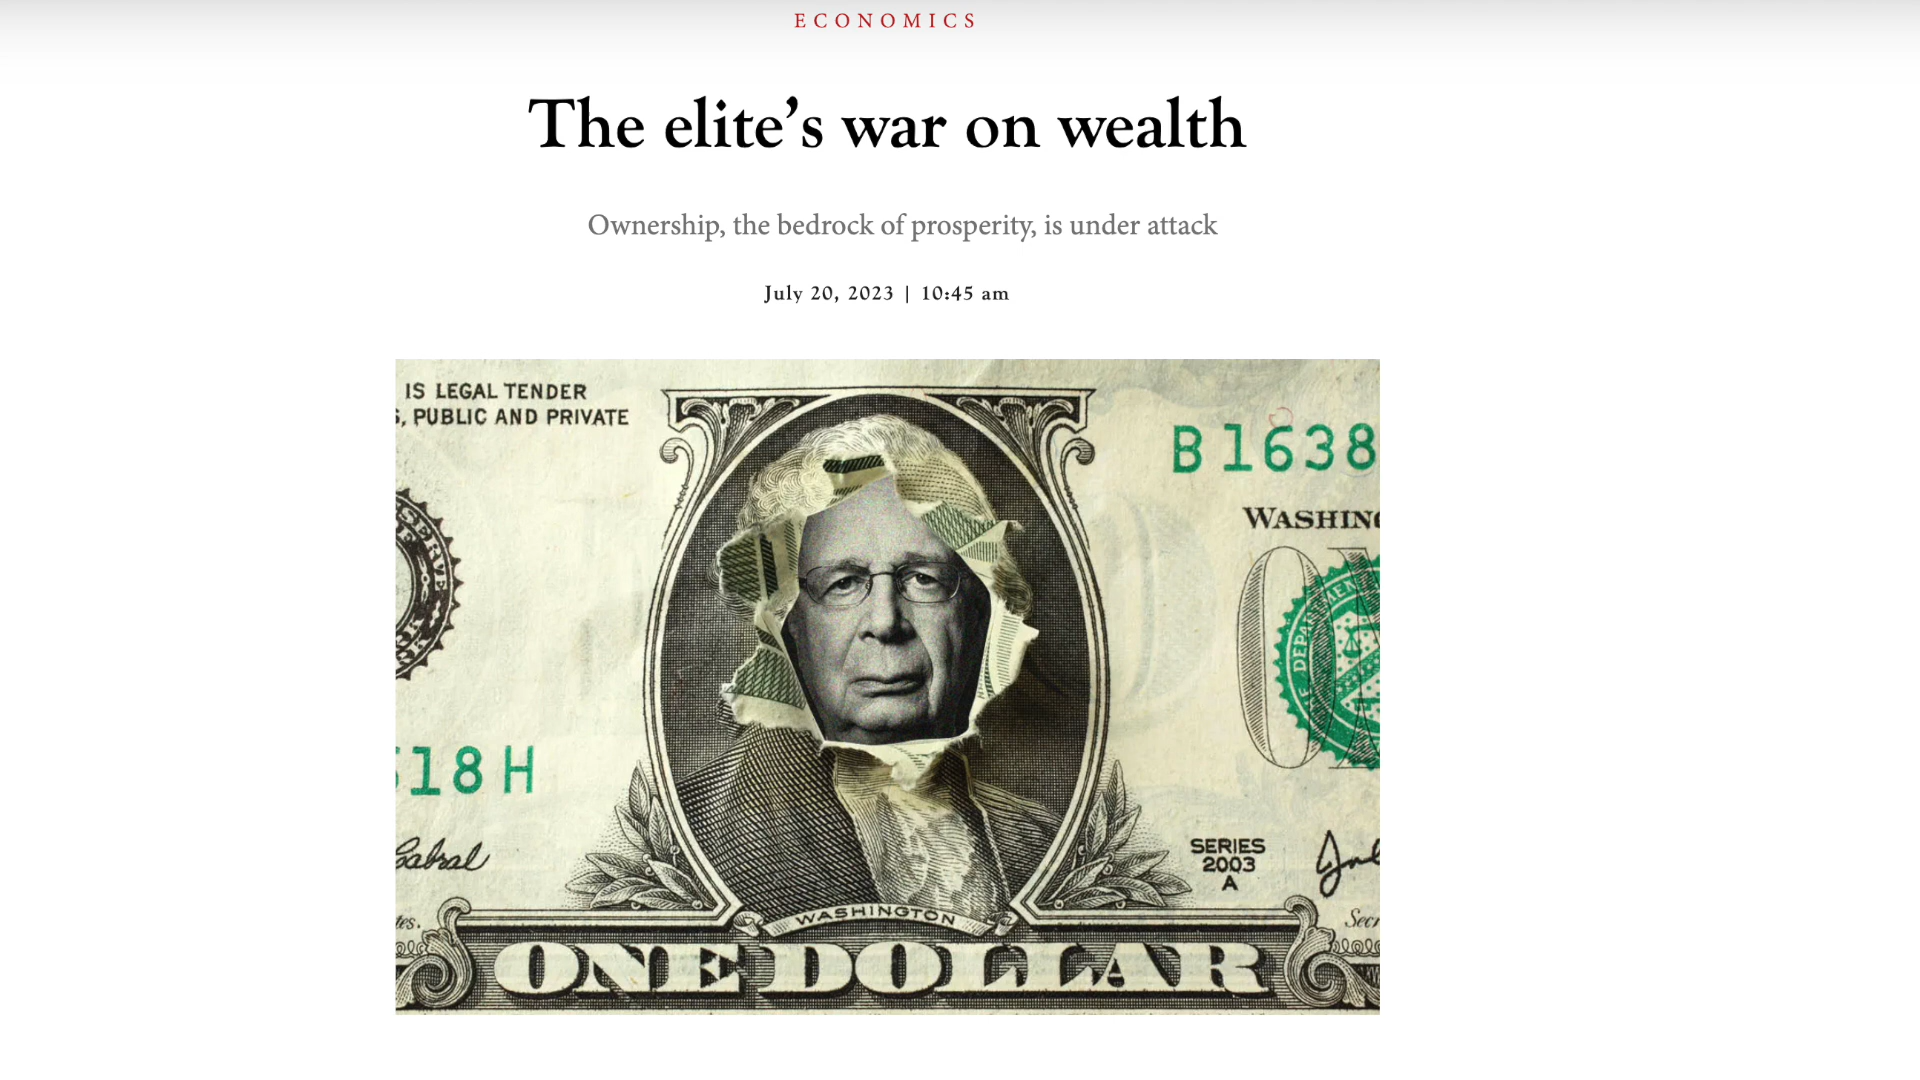 ECONOMICS
The elite’s war on wealth
Ownership, the bedrock of prosperity, is under attack
July 20, 2023 | 10:45 am
IS LEGAL TENDER
, PUBLIC AND PRIVATE
B 1638
WASHIN
18 H
Cabral
SERIES
2003
A
WASHINGTON
ONE DOLLAR